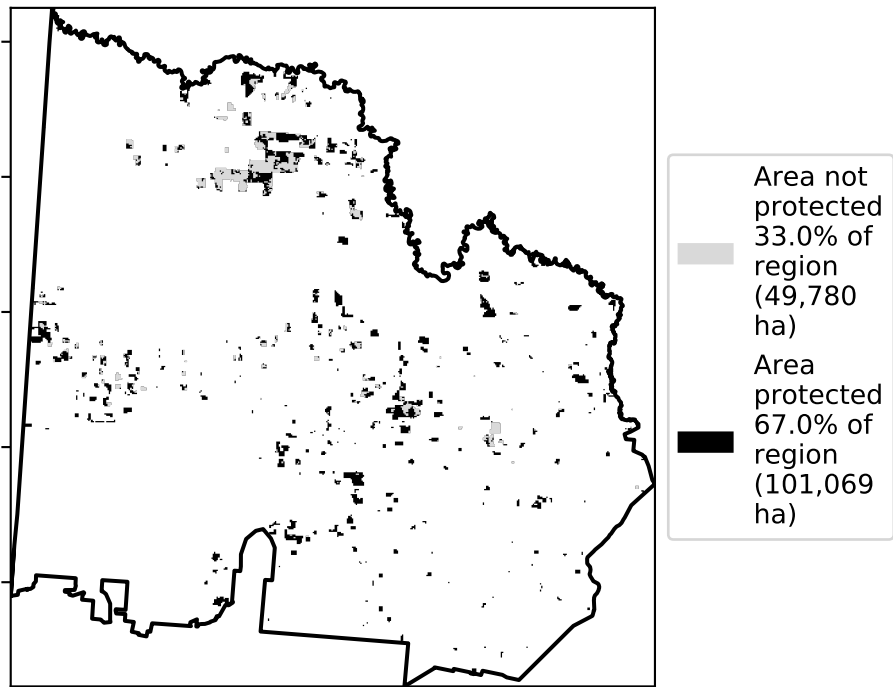 Area not
protected
33.0% of
region
(49,780
ha)
Area
protected
67.0% of
region
(101,069
ha)